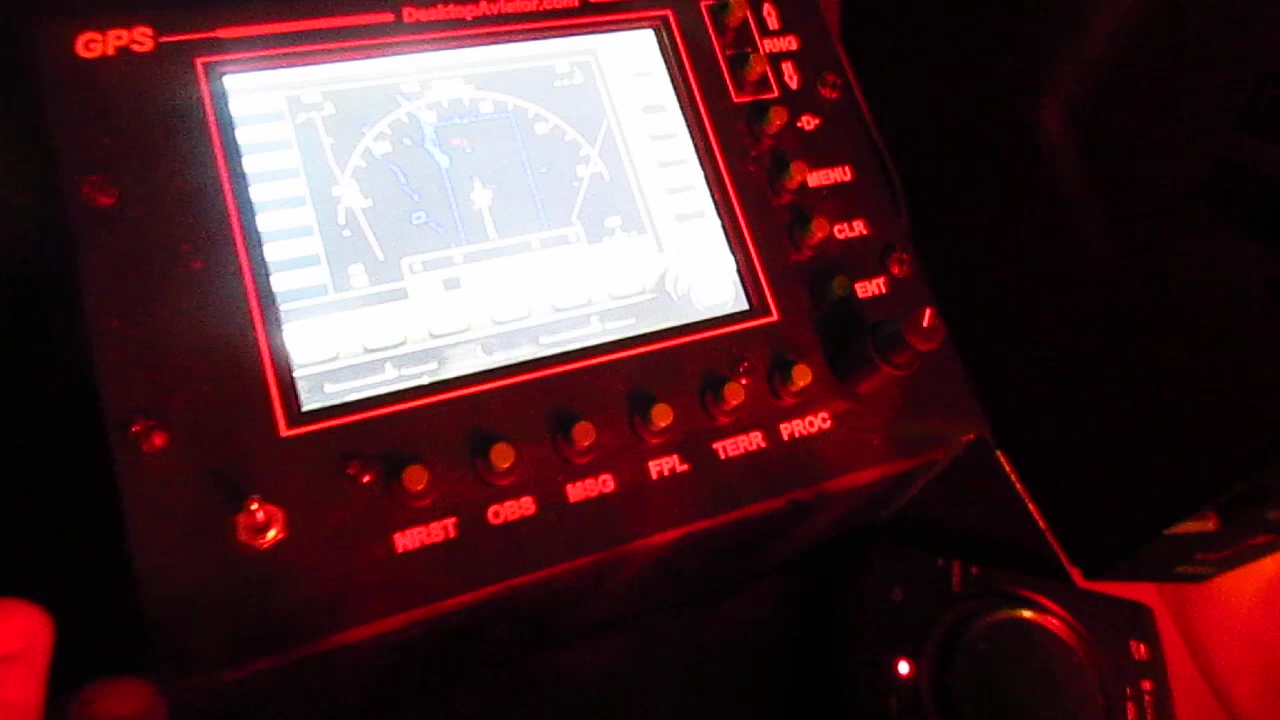 DesktopAviator.com
GPS
RNG
-D-
MENU
CLR
ENT
NRST
OBS
MSG
FPL
TERR
PROC